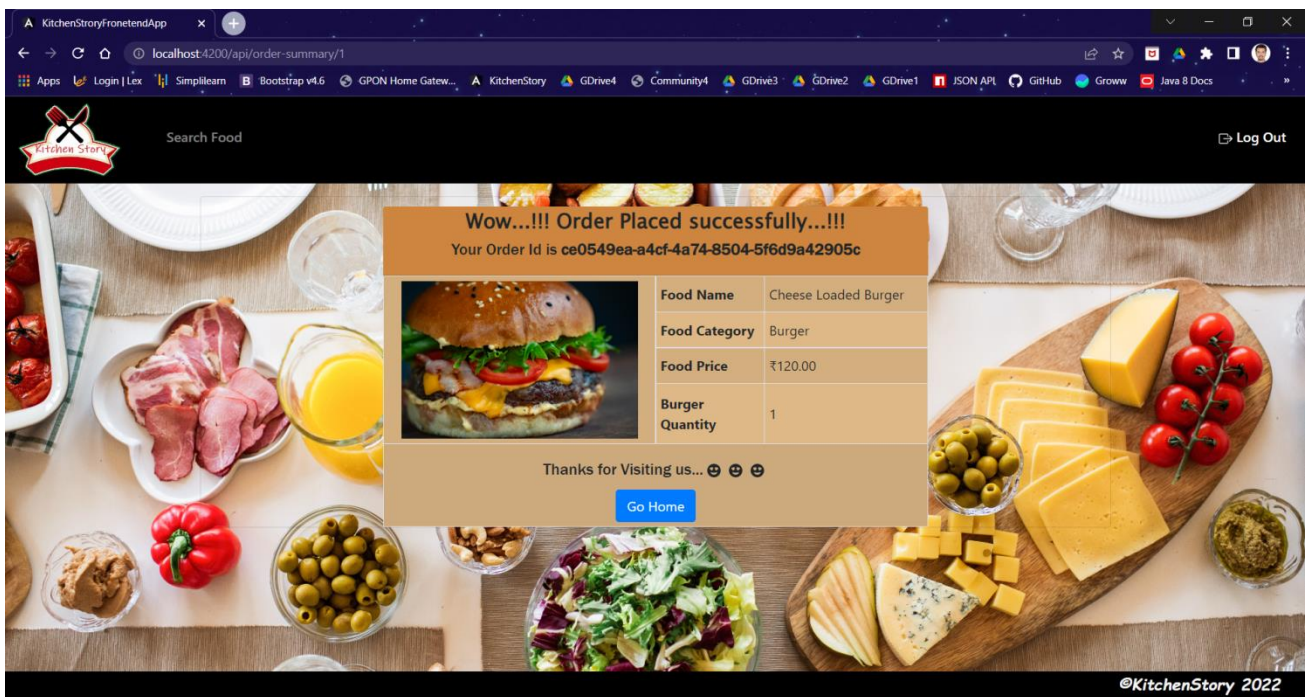 KitchenStroryFronetendApp
localhost:4200/api/order-summary/1
Apps Login | Lex Simplilearn B Bootstrap v4.6 GPON Home Gatew... KitchenStory GDrive4 Community4 GDrive3 GDrive2 GDrive1 JSON API, GitHub Groww Java 8 Docs »
Kitchen Story
Search Food
Log Out
Wow...!!! Order Placed successfully...!!!
Your Order Id is ce0549ea-a4cf-4a74-8504-5f6d9a42905c
Food Name Cheese Loaded Burger
Food Category Burger
Food Price ₹120.00
Burger
Quantity 1
Thanks for Visiting us...
Go Home
©KitchenStory 2022